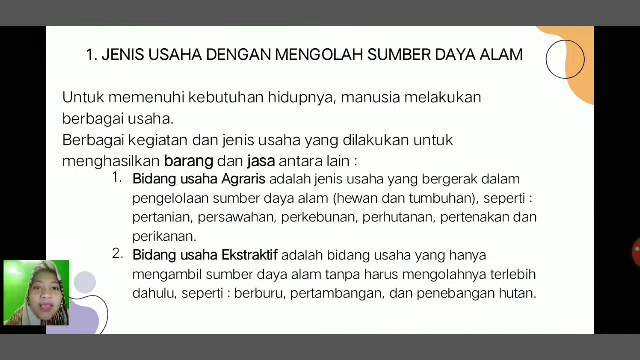 1. JENIS USAHA DENGAN MENGOLAH SUMBER DAYA ALAM
Untuk memenuhi kebutuhan hidupnya, manusia melakukan
berbagai usaha.
Berbagai kegiatan dan jenis usaha yang dilakukan untuk
menghasilkan barang dan jasa antara lain :
1. Bidang usaha Agraris adalah jenis usaha yang bergerak dalam
pengelolaan sumber daya alam (hewan dan tumbuhan), seperti :
pertanian, persawahan, perkebunan, perhutanan, pertenakan dan
perikanan.
2. Bidang usaha Ekstraktif adalah bidang usaha yang hanya
mengambil sumber daya alam tanpa harus mengolahnya terlebih
dahulu, seperti : berburu, pertambangan, dan penebangan hutan.